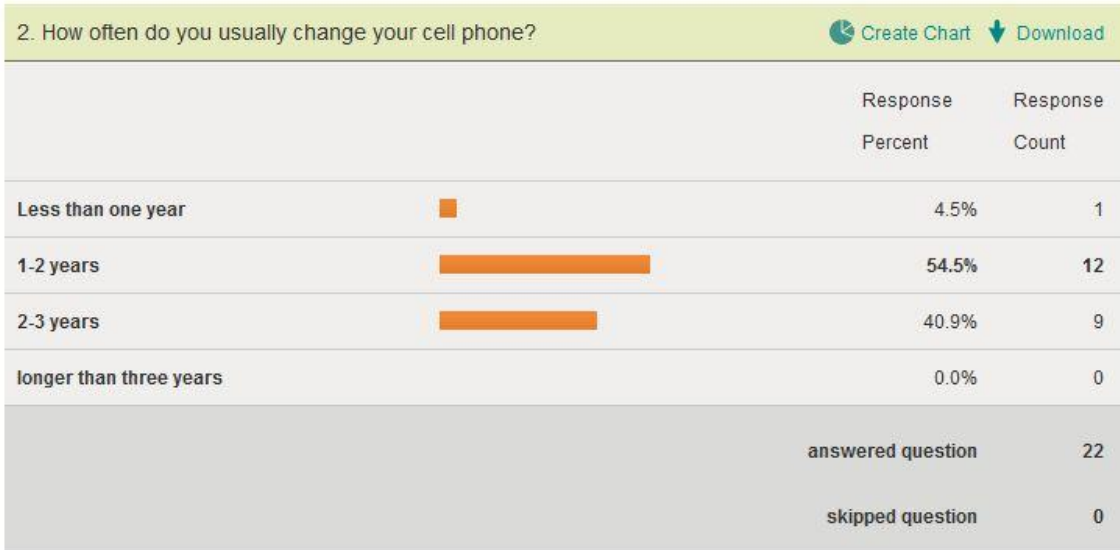 2. How often do you usually change your cell phone? Create Chart Download
Response Response
Percent Count
Less than one year 4.5% 1
1-2 years 54.5% 12
2-3 years 40.9% 9
longer than three years 0.0% 0
answered question 22
skipped question 0